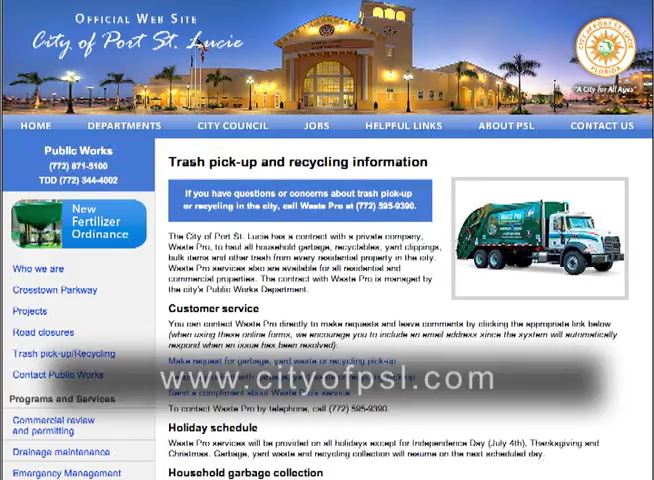 OFFICIAL WEB SITE
City of Port St. Lucie
CITY OF PORT ST. LUCIE
FLORIDA
"A City for All Ages"
HOME DEPARTMENTS CITY COUNCIL JOBS HELPFUL LINKS ABOUT PSL CONTACT US
Public Works
(772) 871-5100
TDD (772) 344-4002
New
Fertilizer
Ordinance
Who we are
Crosstown Parkway
Projects
Road closures
Trash pick-up/Recycling
Contact Public Works
Programs and Services
Commercial review
and permitting
Drainage maintenance
Emergency Management
Trash pick-up and recycling information
If you have questions or concerns about trash pick-up
or recycling in the city, call Waste Pro at (772) 595-9390.
WASTE PRO
The City of Port St. Lucie has a contract with a private company,
Waste Pro, to haul all household garbage, recyclables, yard clippings,
bulk items and other trash from every residential property in the city.
Waste Pro services also are available for all residential and
commercial properties. The contract with Waste Pro is managed by
the city's Public Works Department.
Customer service
You can contact Waste Pro directly to make requests and leave comments by clicking the appropriate link below
(when using these online forms, we encourage you to include an email address since the system will automatically
respond when an issue has been resolved):
Make request for garbage, yard waste or recycling pick-up
www.cityofpsl.com
Send a compliment about Waste Pro's service
To contact Waste Pro by telephone, call (772) 595-9390.
Holiday schedule
Waste Pro services will be provided on all holidays except for Independence Day (July 4th), Thanksgiving and
Christmas. Garbage, yard waste and recycling collection will resume on the next scheduled day.
Household garbage collection